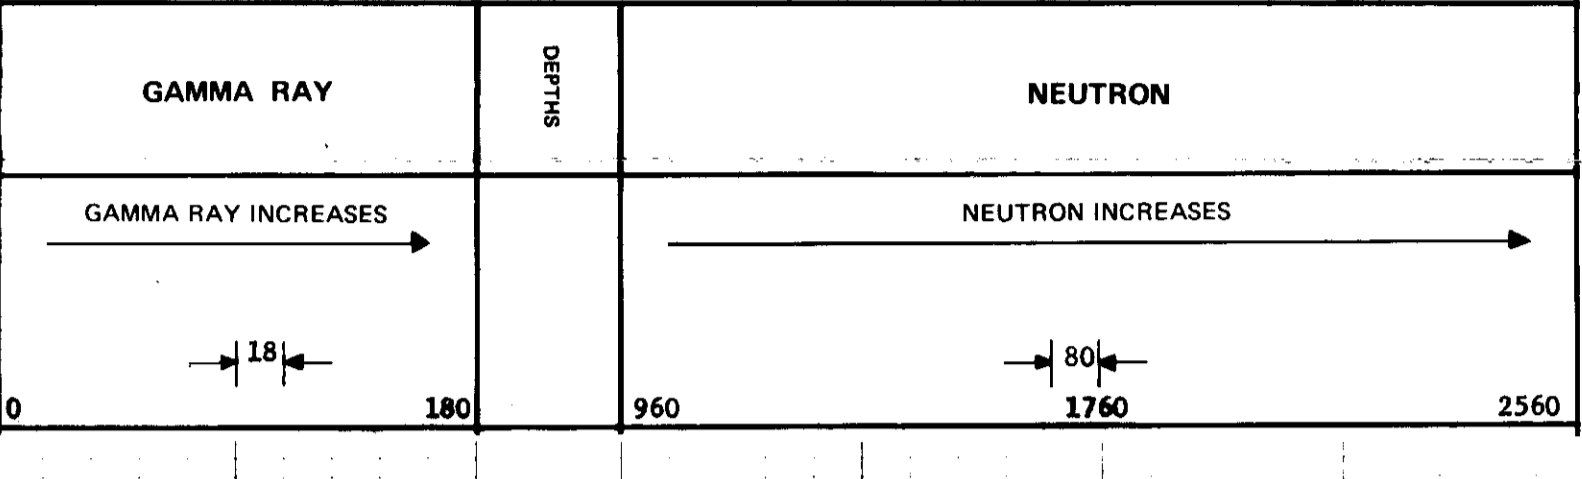 GAMMA RAY
DEPTHS
NEUTRON
GAMMA RAY INCREASES
NEUTRON INCREASES
18
80
0 180
960 1760 2560